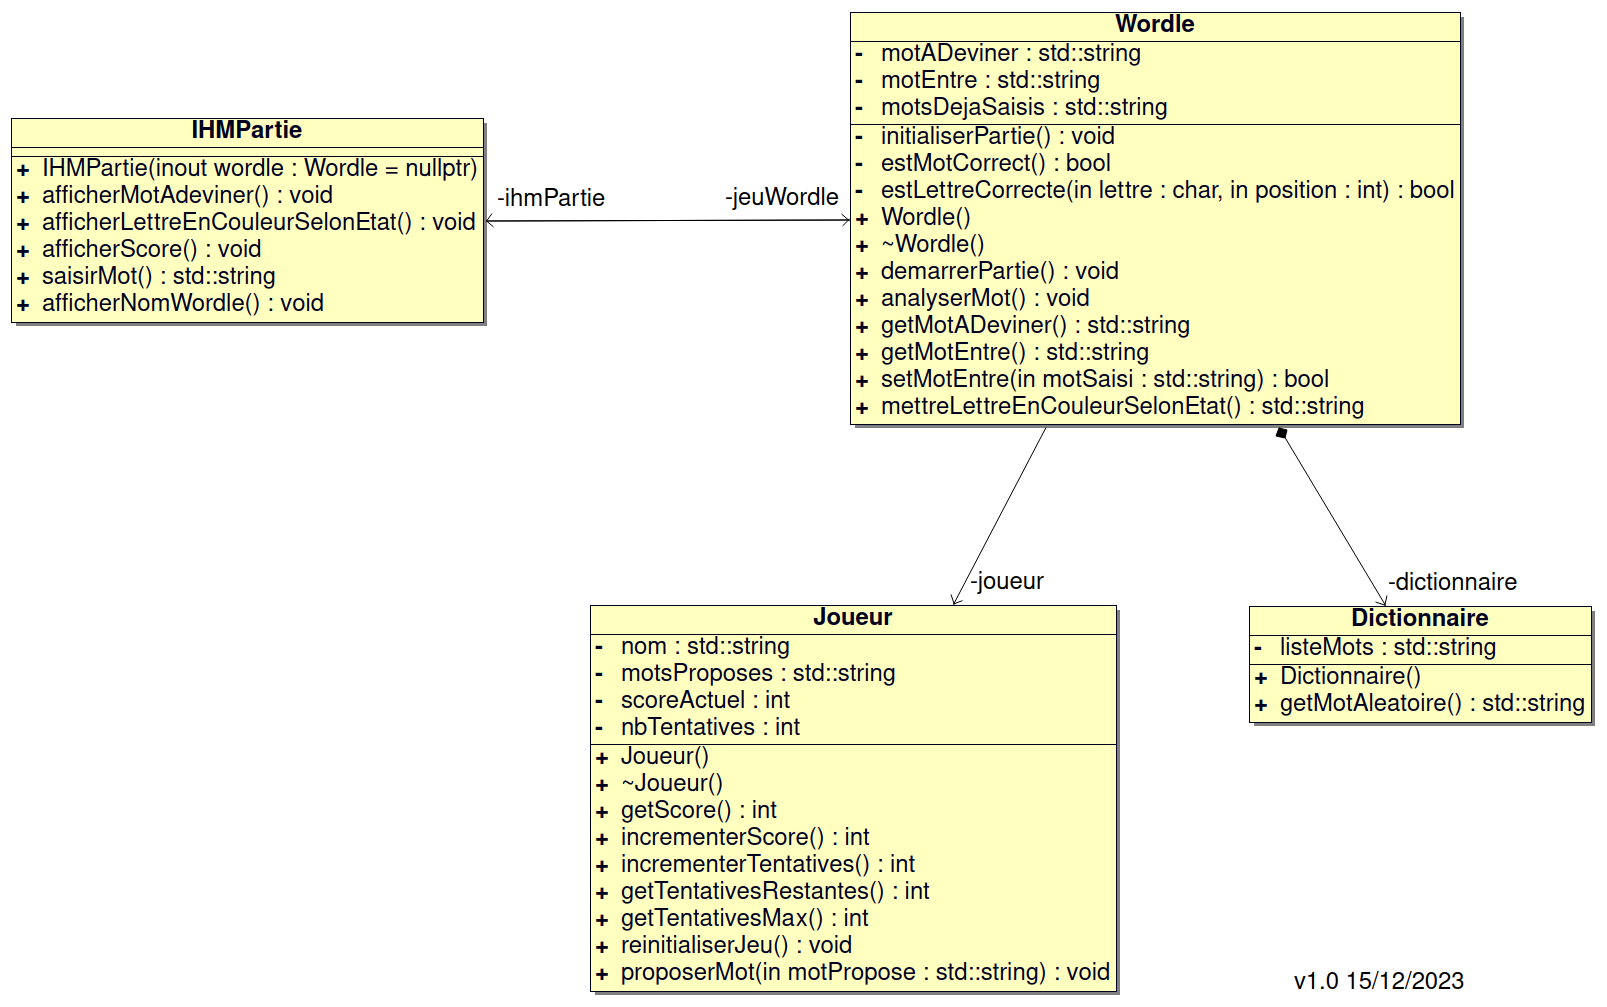 IHMPartie
+ IHMPartie(inout wordle : Wordle = nullptr)
+ afficherMotAdeviner() : void
+ afficherLettreEnCouleurSelonEtat() : void
+ afficherScore() : void
+ saisirMot() : std::string
+ afficherNomWordle() : void
-ihmPartie
-jeuWordle
Wordle
- motADeviner : std::string
- motEntre : std::string
- motsDejaSaisis : std::string
- initialiserPartie() : void
- estMotCorrect() : bool
- estLettreCorrecte(in lettre : char, in position : int) : bool
+ Wordle()
+ ~Wordle()
+ demarrerPartie() : void
+ analyserMot() : void
+ getMotADeviner() : std::string
+ getMotEntre() : std::string
+ setMotEntre(in motSaisi : std::string) : bool
+ mettreLettreEnCouleurSelonEtat() : std::string
-joueur
-dictionnaire
Joueur
- nom : std::string
- motsProposes : std::string
- scoreActuel : int
- nbTentatives : int
+ Joueur()
+ ~Joueur()
+ getScore() : int
+ incrementerScore() : int
+ incrementerTentatives() : int
+ getTentativesRestantes() : int
+ getTentativesMax() : int
+ reinitialiserJeu() : void
+ proposerMot(in motPropose : std::string) : void
Dictionnaire
- listeMots : std::string
+ Dictionnaire()
+ getMotAleatoire() : std::string
v1.0 15/12/2023